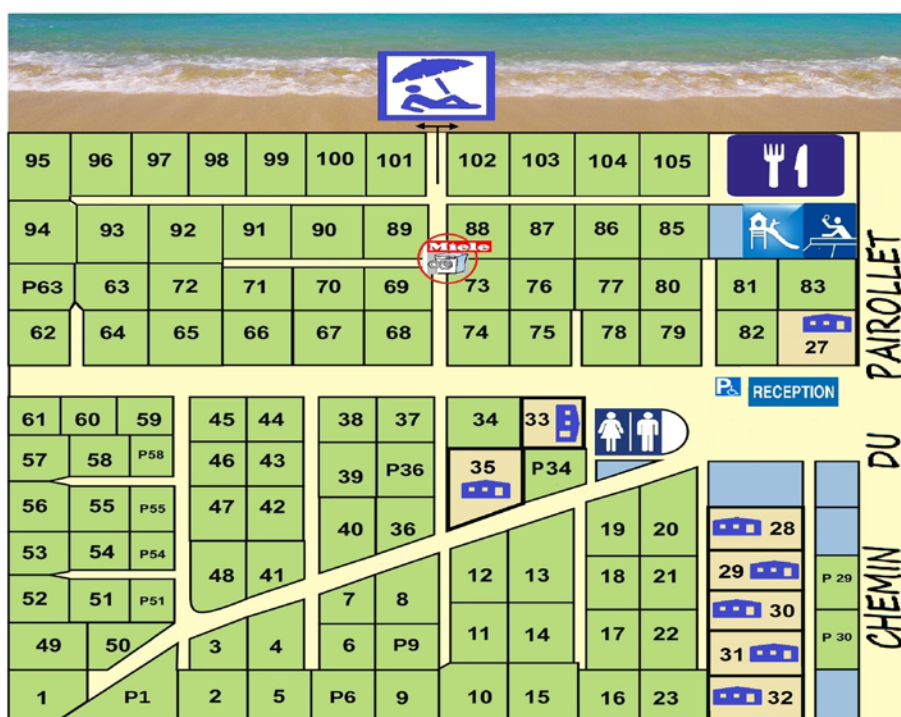 95 96 97 98 99 100 101 102 103 104 105
94 93 92 91 90 89 88 87 86 85
Miele
P63 63 72 71 70 69 73 76 77 80 81 83
62 64 65 66 67 68 74 75 78 79 82 27
RECEPTION
P
61 60 59 45 44 38 37 34 33
57 58 P58 46 43 39 P36 35 P34
56 55 P55 47 42 40 36 19 20 28
53 54 P54 48 41 12 13 18 21 29 P 29
52 51 P51 7 8 30
49 50 3 4 6 P9 11 14 17 22 31 P 30
1 P1 2 5 P6 9 10 15 16 23 32
CHEMIN DU PAIROLLET